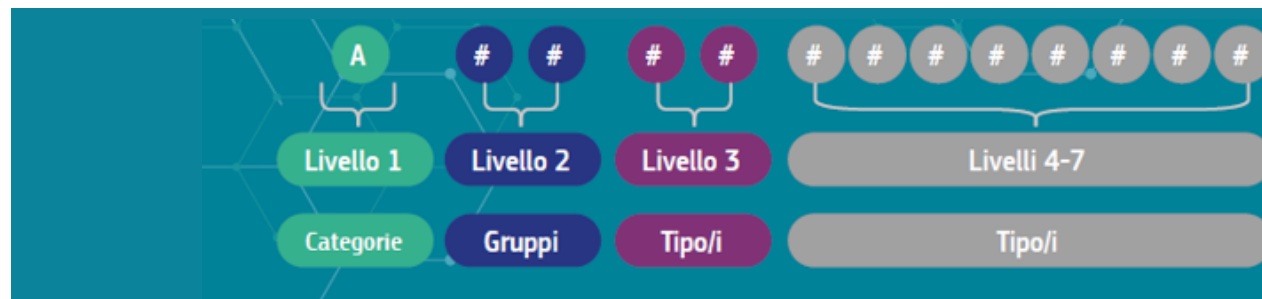 A # # # # # # # # # # # #
Livello 1 Livello 2 Livello 3 Livelli 4-7
Categorie Gruppi Tipo/i Tipo/i